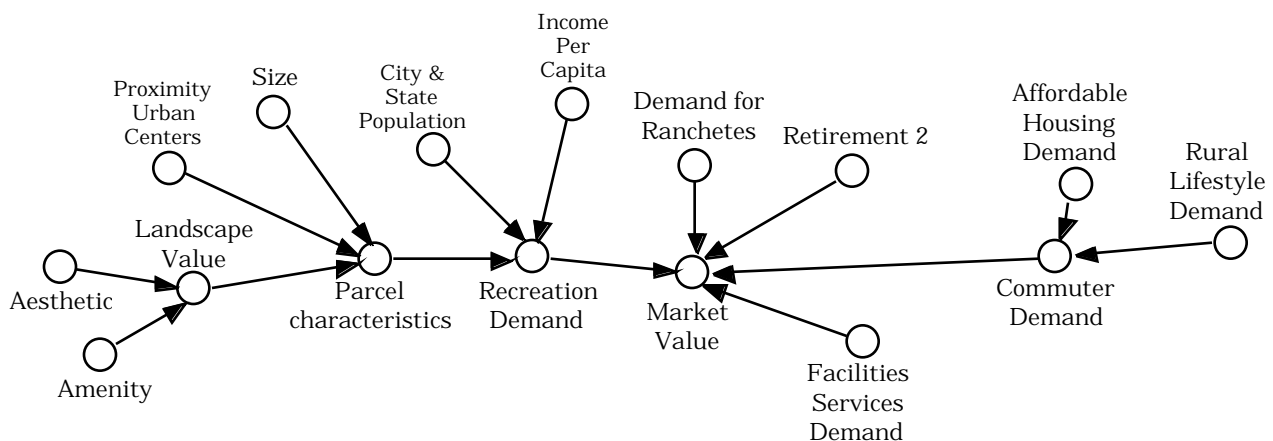 Income
Per
Capita
City &
State
Population
Size
Proximity
Urban
Centers
Demand for
Ranchetes
Retirement 2
Affordable
Housing
Demand
Rural
Lifestyle
Demand
Landscape
Value
Aesthetic
Amenity
Parcel
characteristics
Recreation
Demand
Market
Value
Commuter
Demand
Facilities
Services
Demand